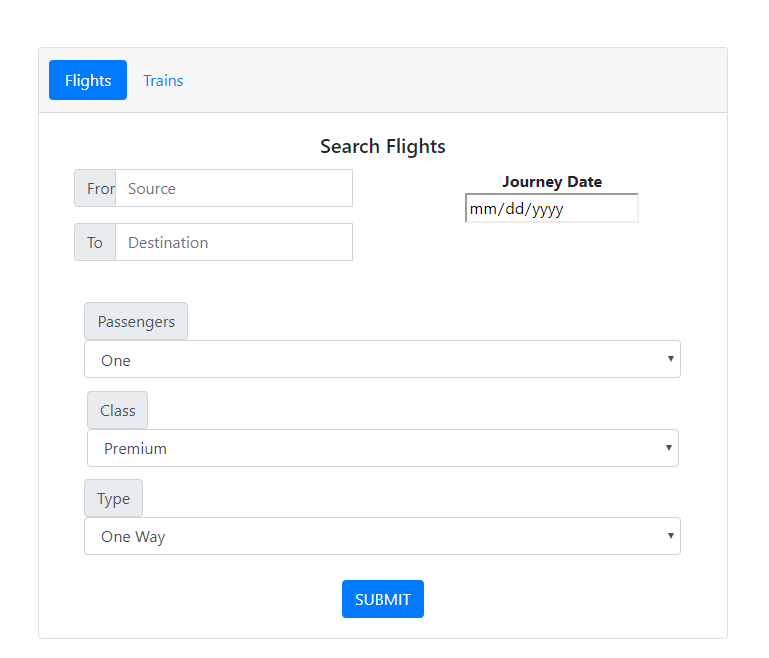 Flights Trains
Search Flights
From Source
Journey Date
mm/dd/yyyy
To Destination
Passengers
One
Class
Premium
Type
One Way
SUBMIT